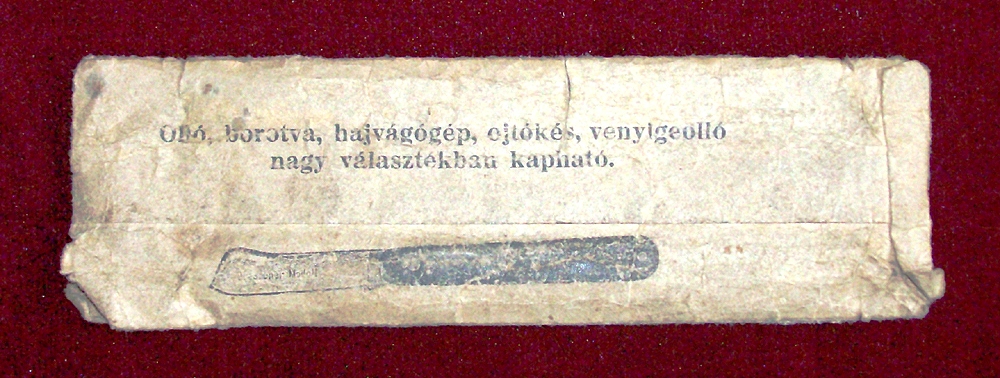 Olló, borotva, hajvágógép, ojtókés, venyigeolló
nagy választékban kapható.